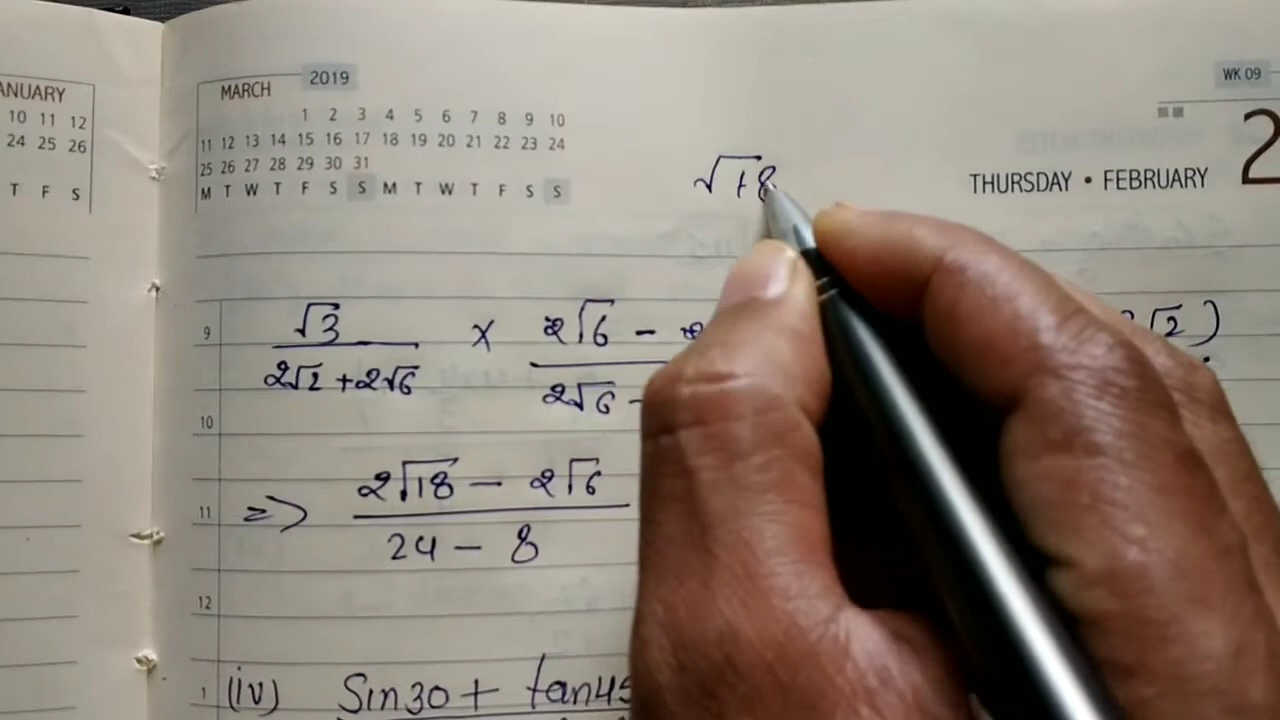 ANUARY
10 11 12
24 25 26
T F S
MARCH 2019
1 2 3 4 5 6 7 8 9 10
11 12 13 14 15 16 17 18 19 20 21 22 23 24
25 26 27 28 29 30 31
M T W T F S S M T W T F S S
WK 09
√18
THURSDAY • FEBRUARY 2
9
√3 / 2√2 + 2√6 × 2√6 - 2 / 2√6 - √2)
10
11 => 2√18 - 2√6 / 24 - 8
12
1 (iv) Sin30 + tan45